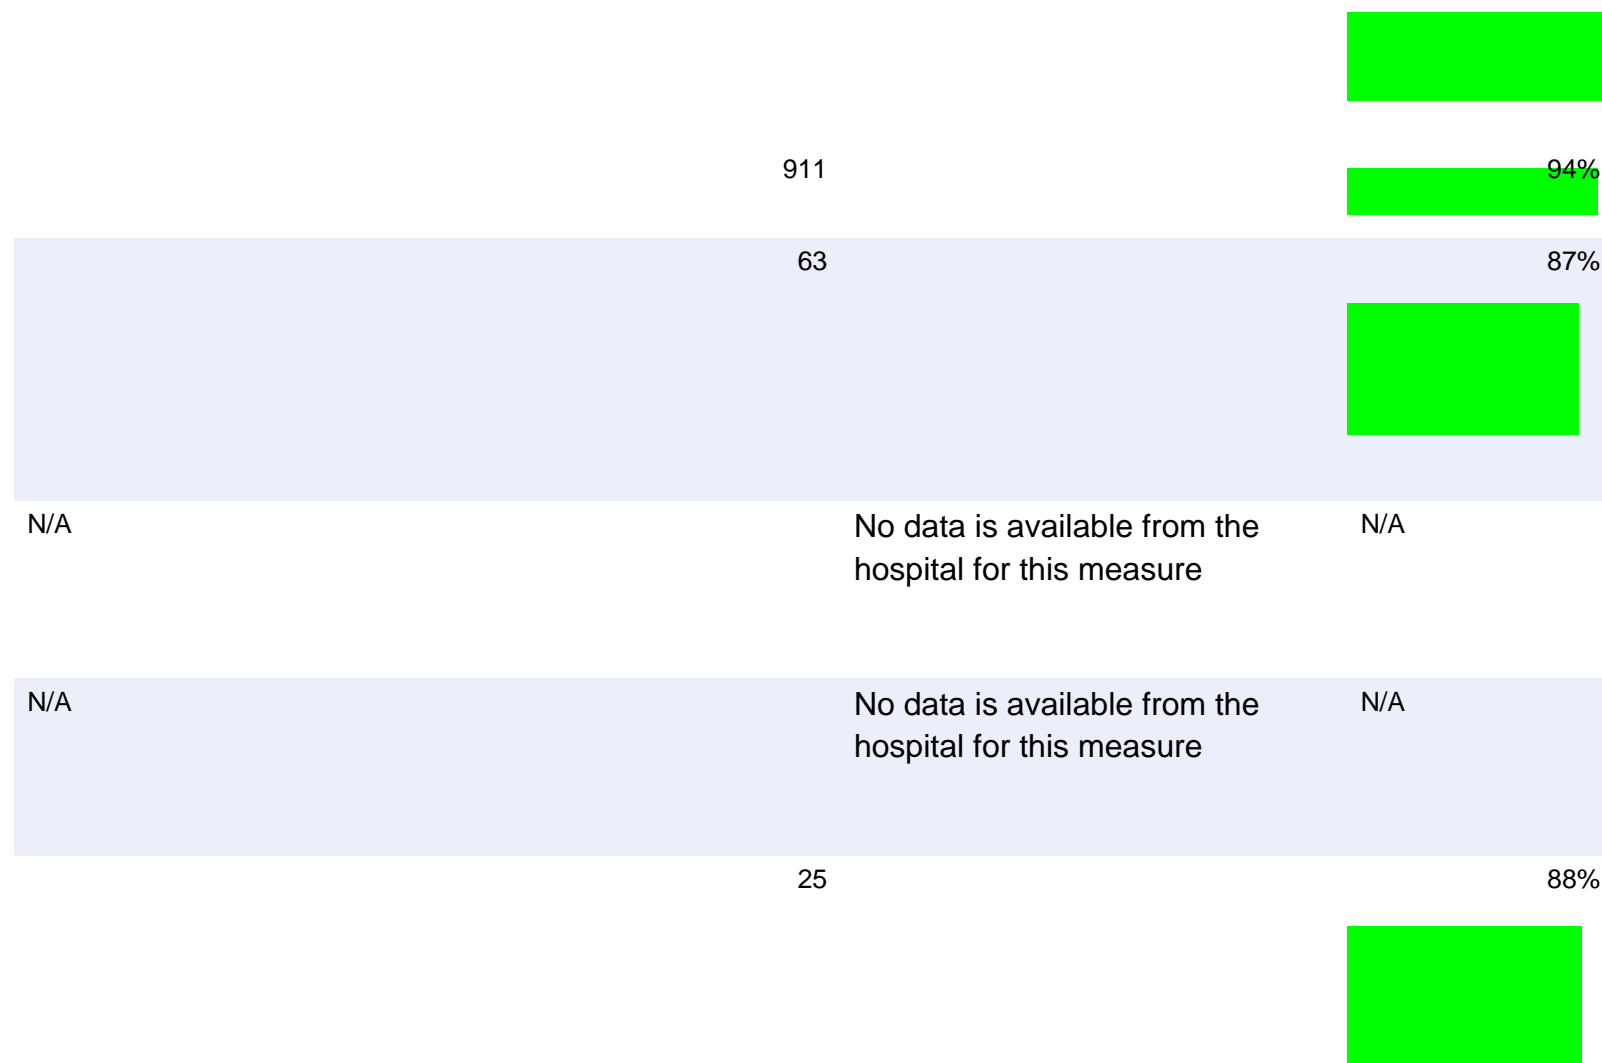 911 94%
63 87%
N/A No data is available from the N/A
hospital for this measure
N/A No data is available from the N/A
hospital for this measure
25 88%